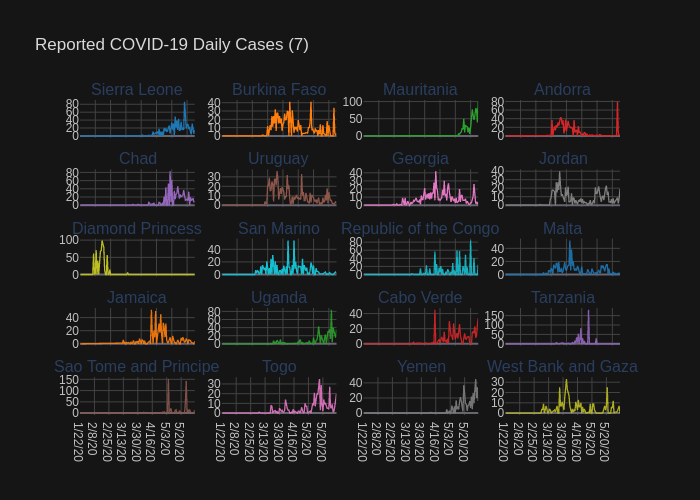 Reported COVID-19 Daily Cases (7)
Sierra Leone Burkina Faso Mauritania Andorra
80 60 40 20 0
40 30 20 10 0
100 50 0
80 60 40 20 0
Chad Uruguay Georgia Jordan
80 60 40 20 0
30 20 10 0
40 30 20 10 0
40 30 20 10 0
Diamond Princess San Marino Republic of the Congo Malta
100 50 0
40 20 0
80 60 40 20 0
40 20 0
Jamaica Uganda Cabo Verde Tanzania
40 20 0
80 60 40 20 0
40 20 0
150 100 50 0
Sao Tome and Principe Togo Yemen West Bank and Gaza
150 100 50 0
30 20 10 0
40 20 0
30 20 10 0
1/22/20 2/8/20 2/25/20 3/13/20 3/30/20 4/16/20 5/3/20 5/20/20
1/22/20 2/8/20 2/25/20 3/13/20 3/30/20 4/16/20 5/3/20 5/20/20
1/22/20 2/8/20 2/25/20 3/13/20 3/30/20 4/16/20 5/3/20 5/20/20
1/22/20 2/8/20 2/25/20 3/13/20 3/30/20 4/16/20 5/3/20 5/20/20